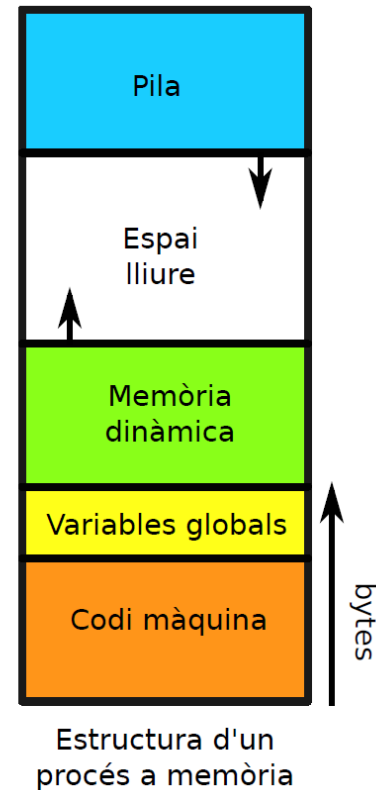 Pila
Espai
lliure
Memòria
dinàmica
Variables globals
Codi màquina
bytes
Estructura d'un
procés a memòria